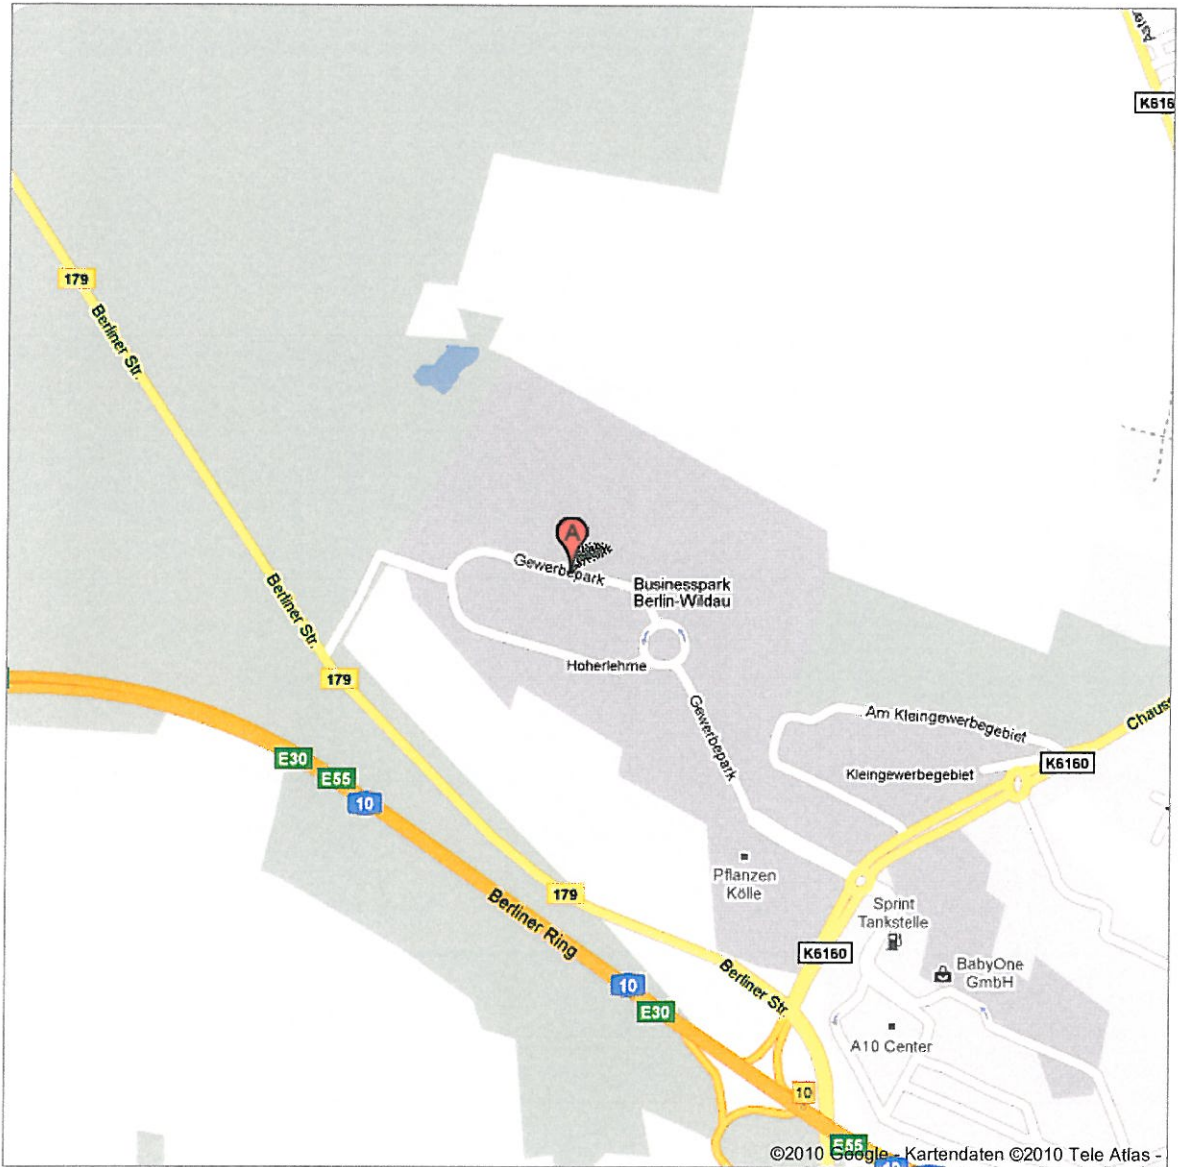 Aster
K616
179
Berliner Str.
A
Gewerbepark
Businesspark
Berlin-Wildau
Berliner Str.
Hoherlehme
179
Gewerbepark
Am Kleingewerbegebiet
Chauss
Kleingewerbegebiet
K6160
E30
E55
10
Pflanzen
Kölle
179
Sprint
Tankstelle
Berliner Ring
K6160
BabyOne
GmbH
Berliner Str.
10
E30
A10 Center
10
E55
©2010 Google - Kartendaten ©2010 Tele Atlas -